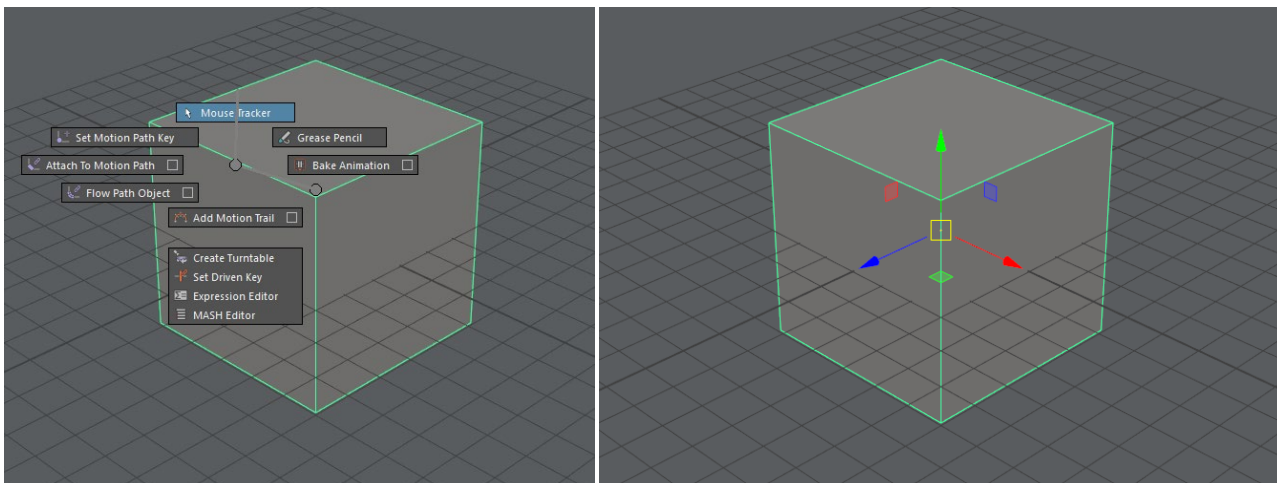 Mouse Tracker
Set Motion Path Key
Grease Pencil
Attach To Motion Path
Bake Animation
Flow Path Object
Add Motion Trail
Create Turntable
Set Driven Key
Expression Editor
MASH Editor